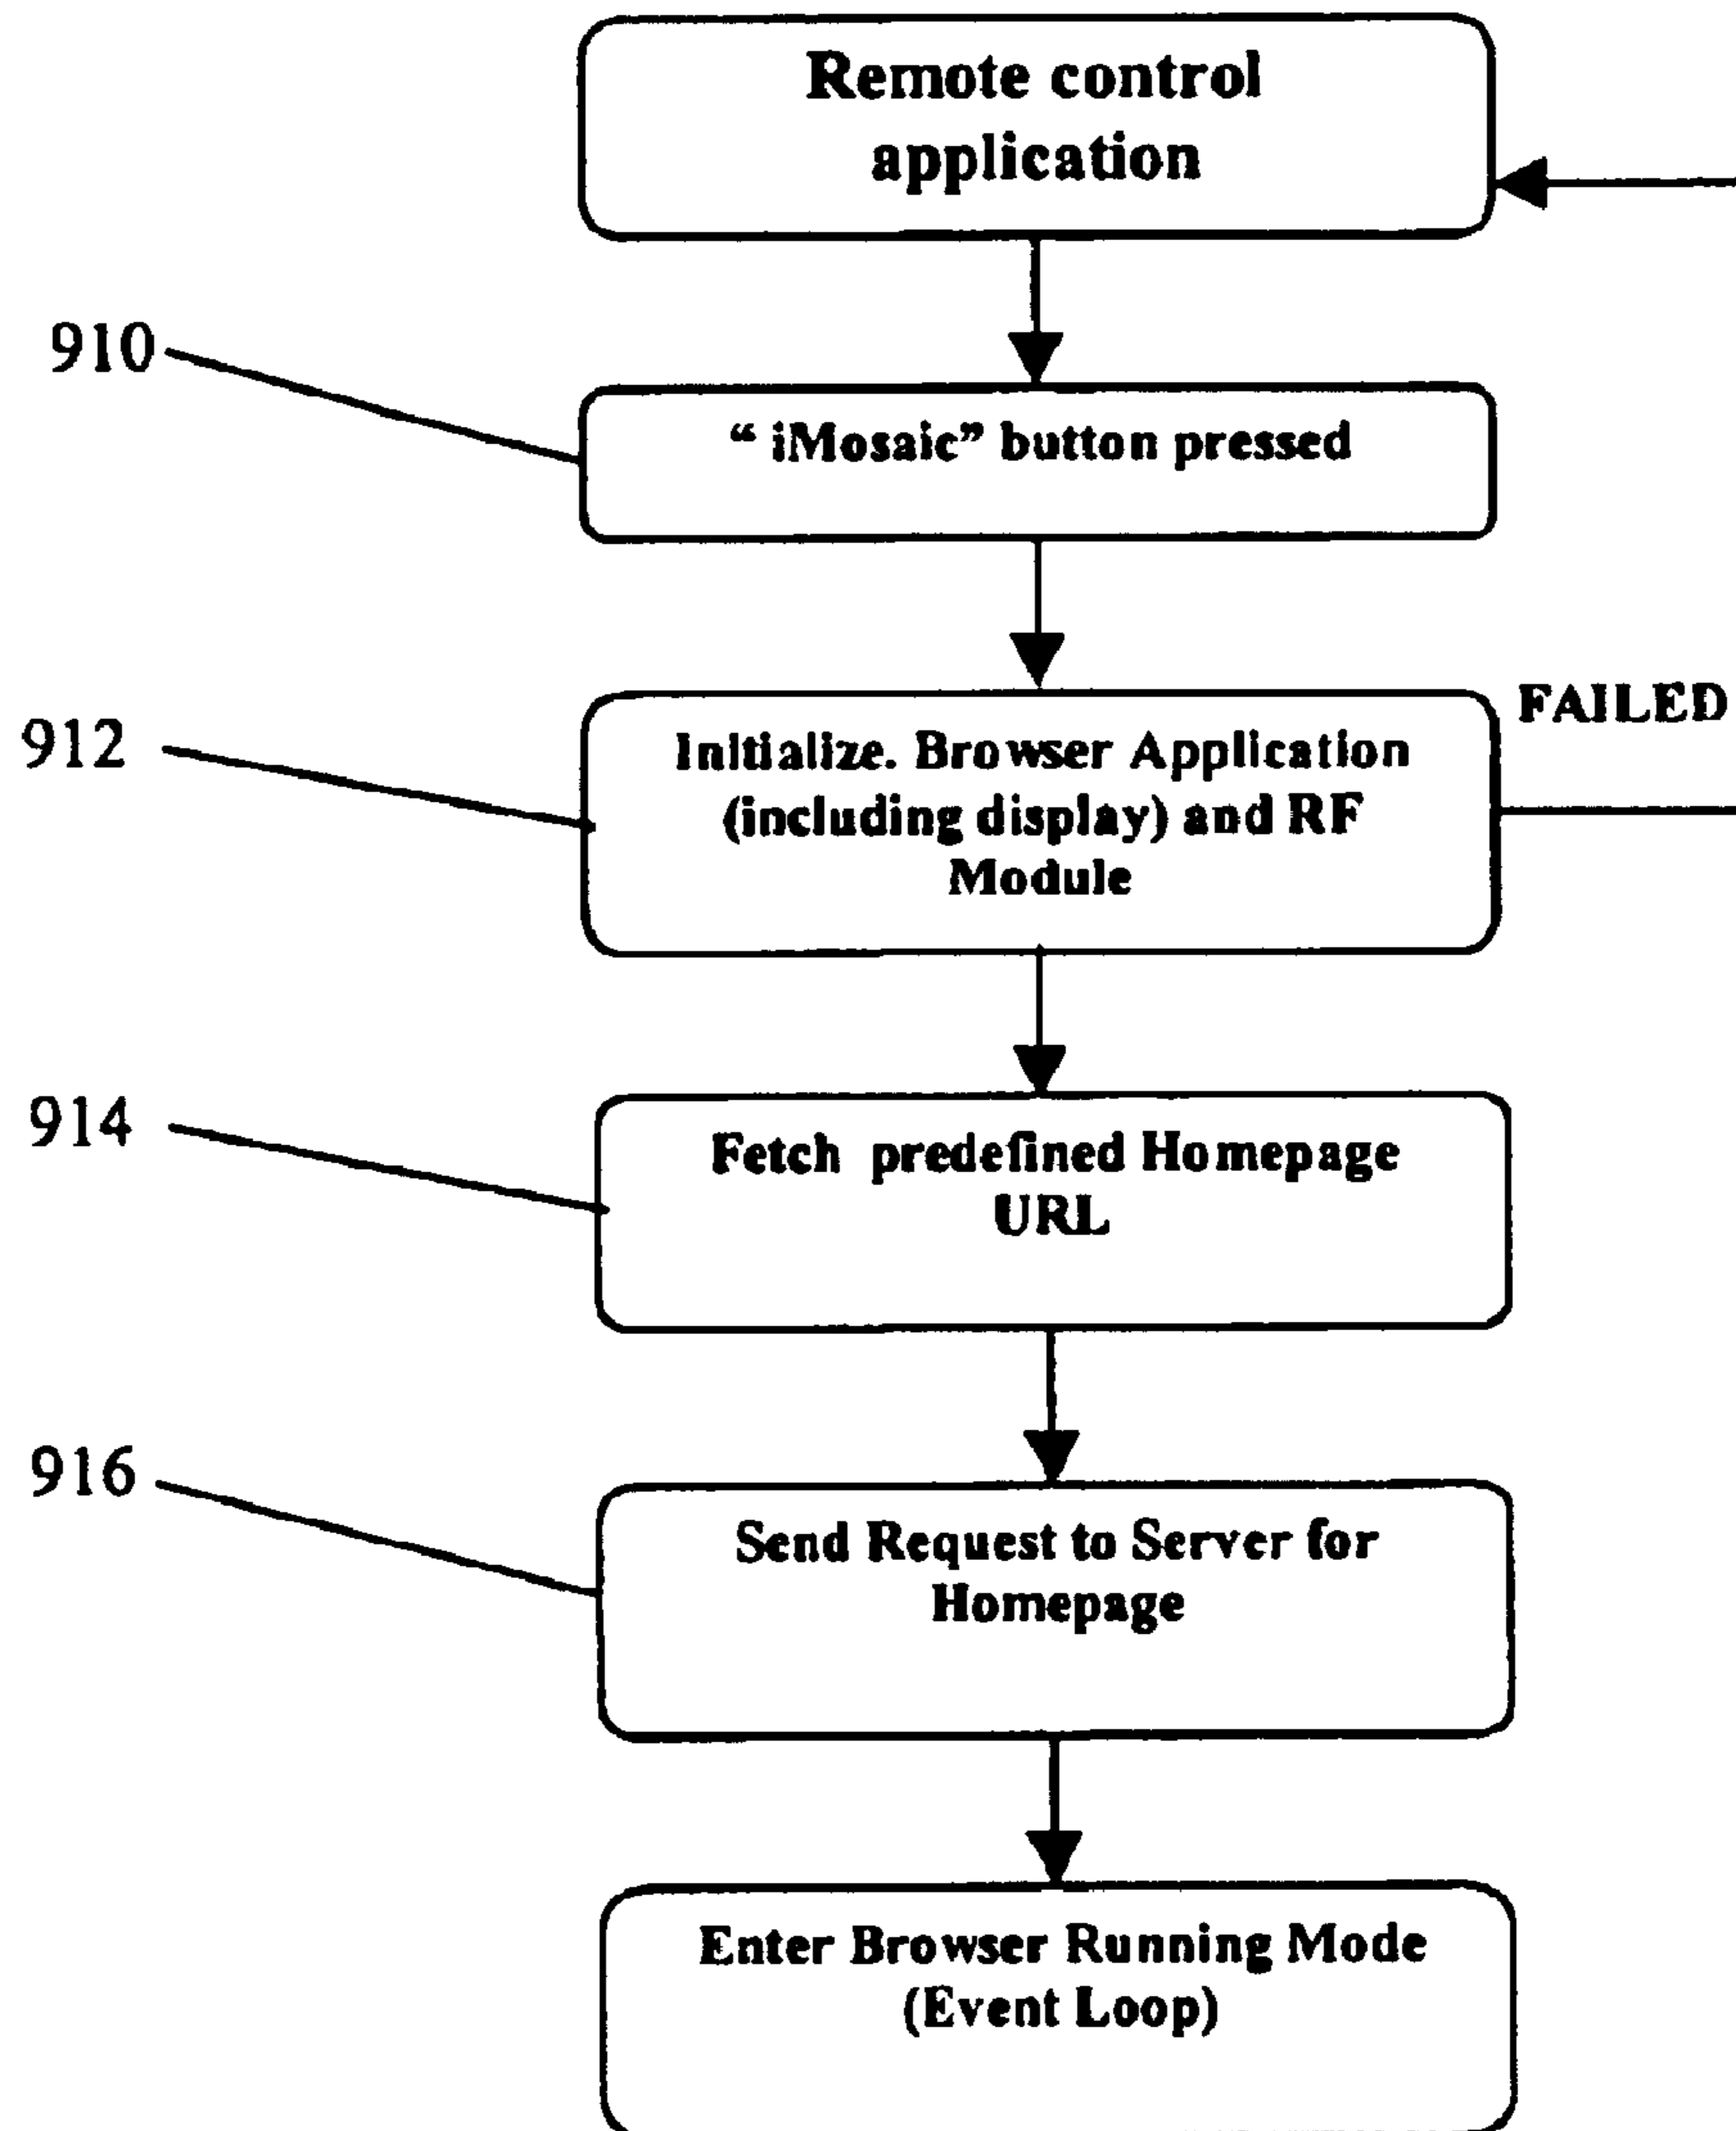 Remote control
application
910
“ iMosaic” button pressed
912
FAILED
Initialize. Browser Application
(including display) and RF
Module
914
Fetch predefined Homepage
URL
916
Send Request to Server for
Homepage
Enter Browser Running Mode
(Event Loop)